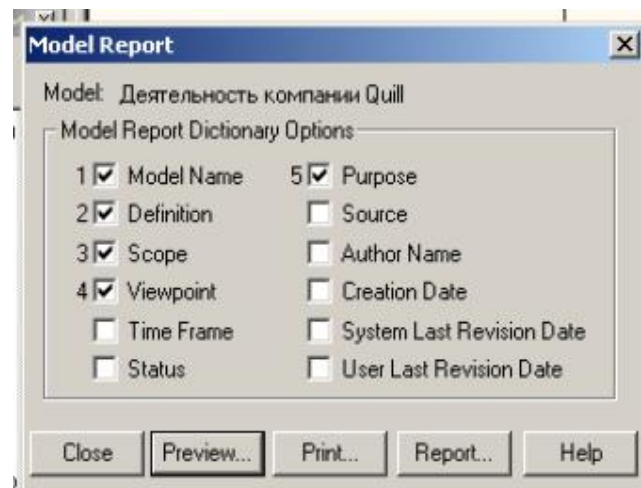 Model Report
Model: Деятельность компании Quill
Model Report Dictionary Options
1 Model Name 5 Purpose
2 Definition Source
3 Scope Author Name
4 Viewpoint Creation Date
Time Frame System Last Revision Date
Status User Last Revision Date
Close Preview... Print... Report... Help